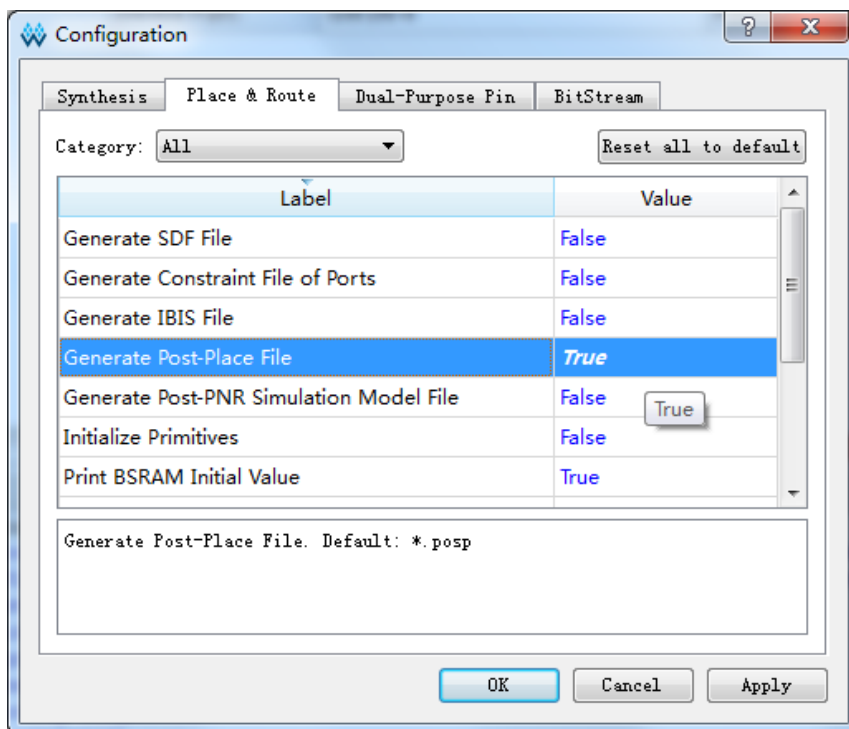 Configuration
?
X
Synthesis Place & Route Dual-Purpose Pin BitStream
Category: All Reset all to default
Label Value
Generate SDF File False
Generate Constraint File of Ports False
Generate IBIS File False
Generate Post-Place File True
Generate Post-PNR Simulation Model File False
True
Initialize Primitives False
Print BSRAM Initial Value True
Generate Post-Place File. Default: *.posp
OK Cancel Apply